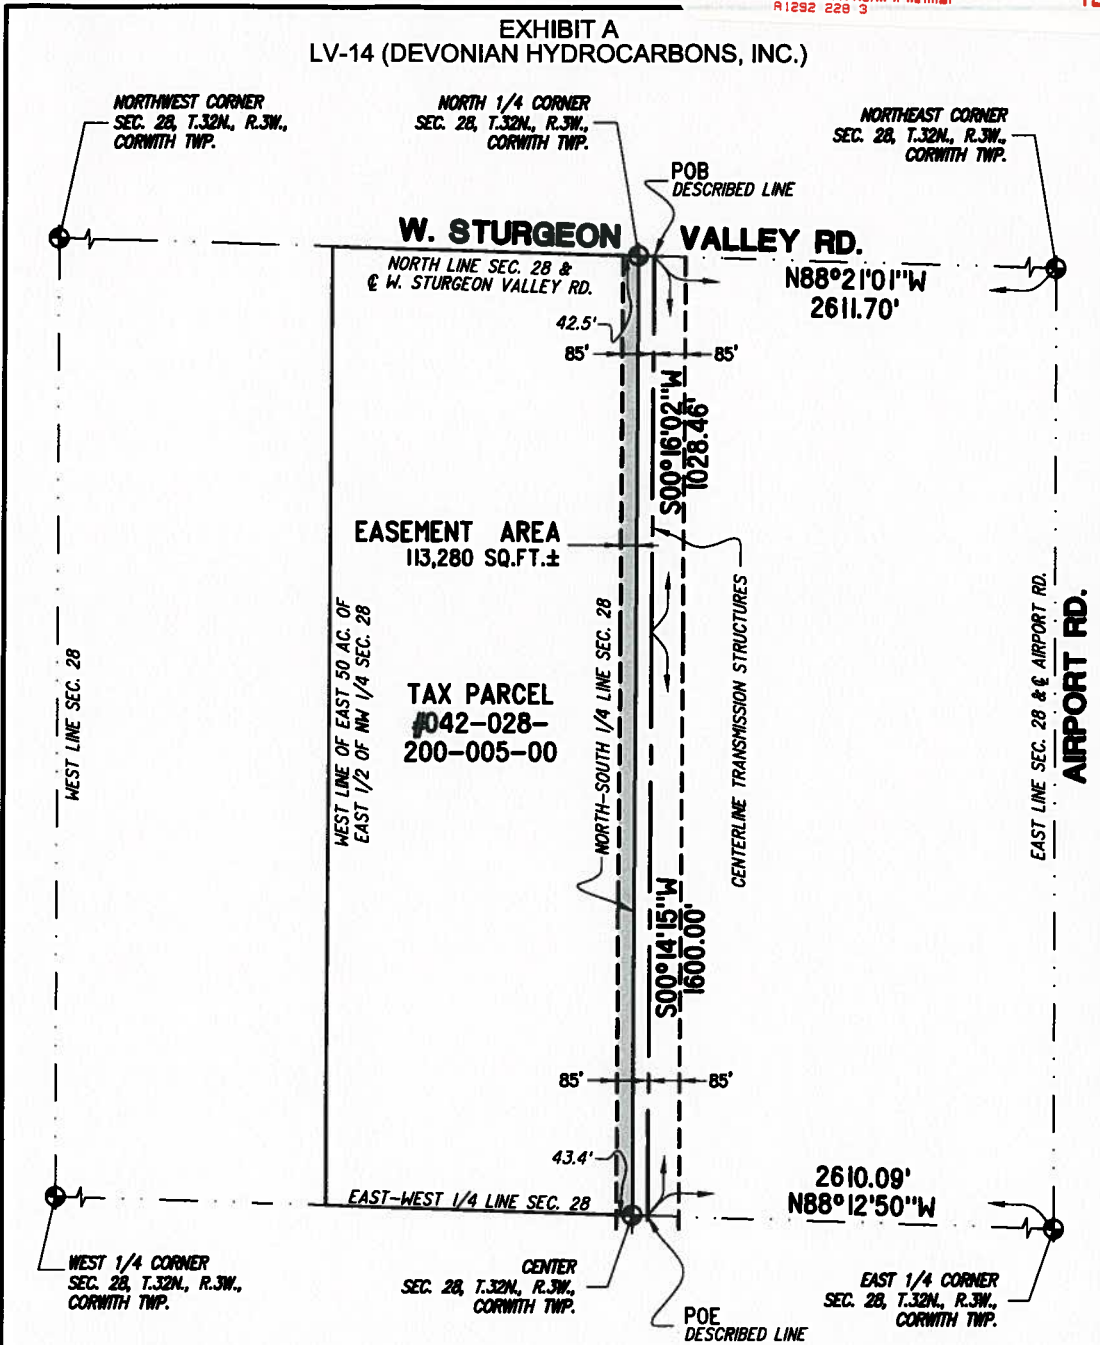 A1292 228 3
EXHIBIT A
LV-14 (DEVONIAN HYDROCARBONS, INC.)
NORTHWEST CORNER
SEC. 28, T.32N., R.3W.,
CORWITH TWP.
NORTH 1/4 CORNER
SEC. 28, T.32N., R.3W.,
CORWITH TWP.
NORTHEAST CORNER
SEC. 28, T.32N., R.3W.,
CORWITH TWP.
POB
DESCRIBED LINE
W. STURGEON VALLEY RD.
NORTH LINE SEC. 28 &
℄ W. STURGEON VALLEY RD.
N88°21'01"W
2611.70'
42.5'
85'
85'
S00°16'02"W
1028.46'
EASEMENT AREA
113,280 SQ.FT.±
WEST LINE SEC. 28
WEST LINE OF EAST 50 AC. OF
EAST 1/2 OF NW 1/4 SEC. 28
TAX PARCEL
#042-028-
200-005-00
NORTH-SOUTH 1/4 LINE SEC. 28
CENTERLINE TRANSMISSION STRUCTURES
EAST LINE SEC. 28 & ℄ AIRPORT RD.
AIRPORT RD.
S00°14'15"W
1600.00'
85'
85'
43.4'
EAST-WEST 1/4 LINE SEC. 28
2610.09'
N88°12'50"W
WEST 1/4 CORNER
SEC. 28, T.32N., R.3W.,
CORWITH TWP.
CENTER
SEC. 28, T.32N., R.3W.,
CORWITH TWP.
EAST 1/4 CORNER
SEC. 28, T.32N., R.3W.,
CORWITH TWP.
POE
DESCRIBED LINE